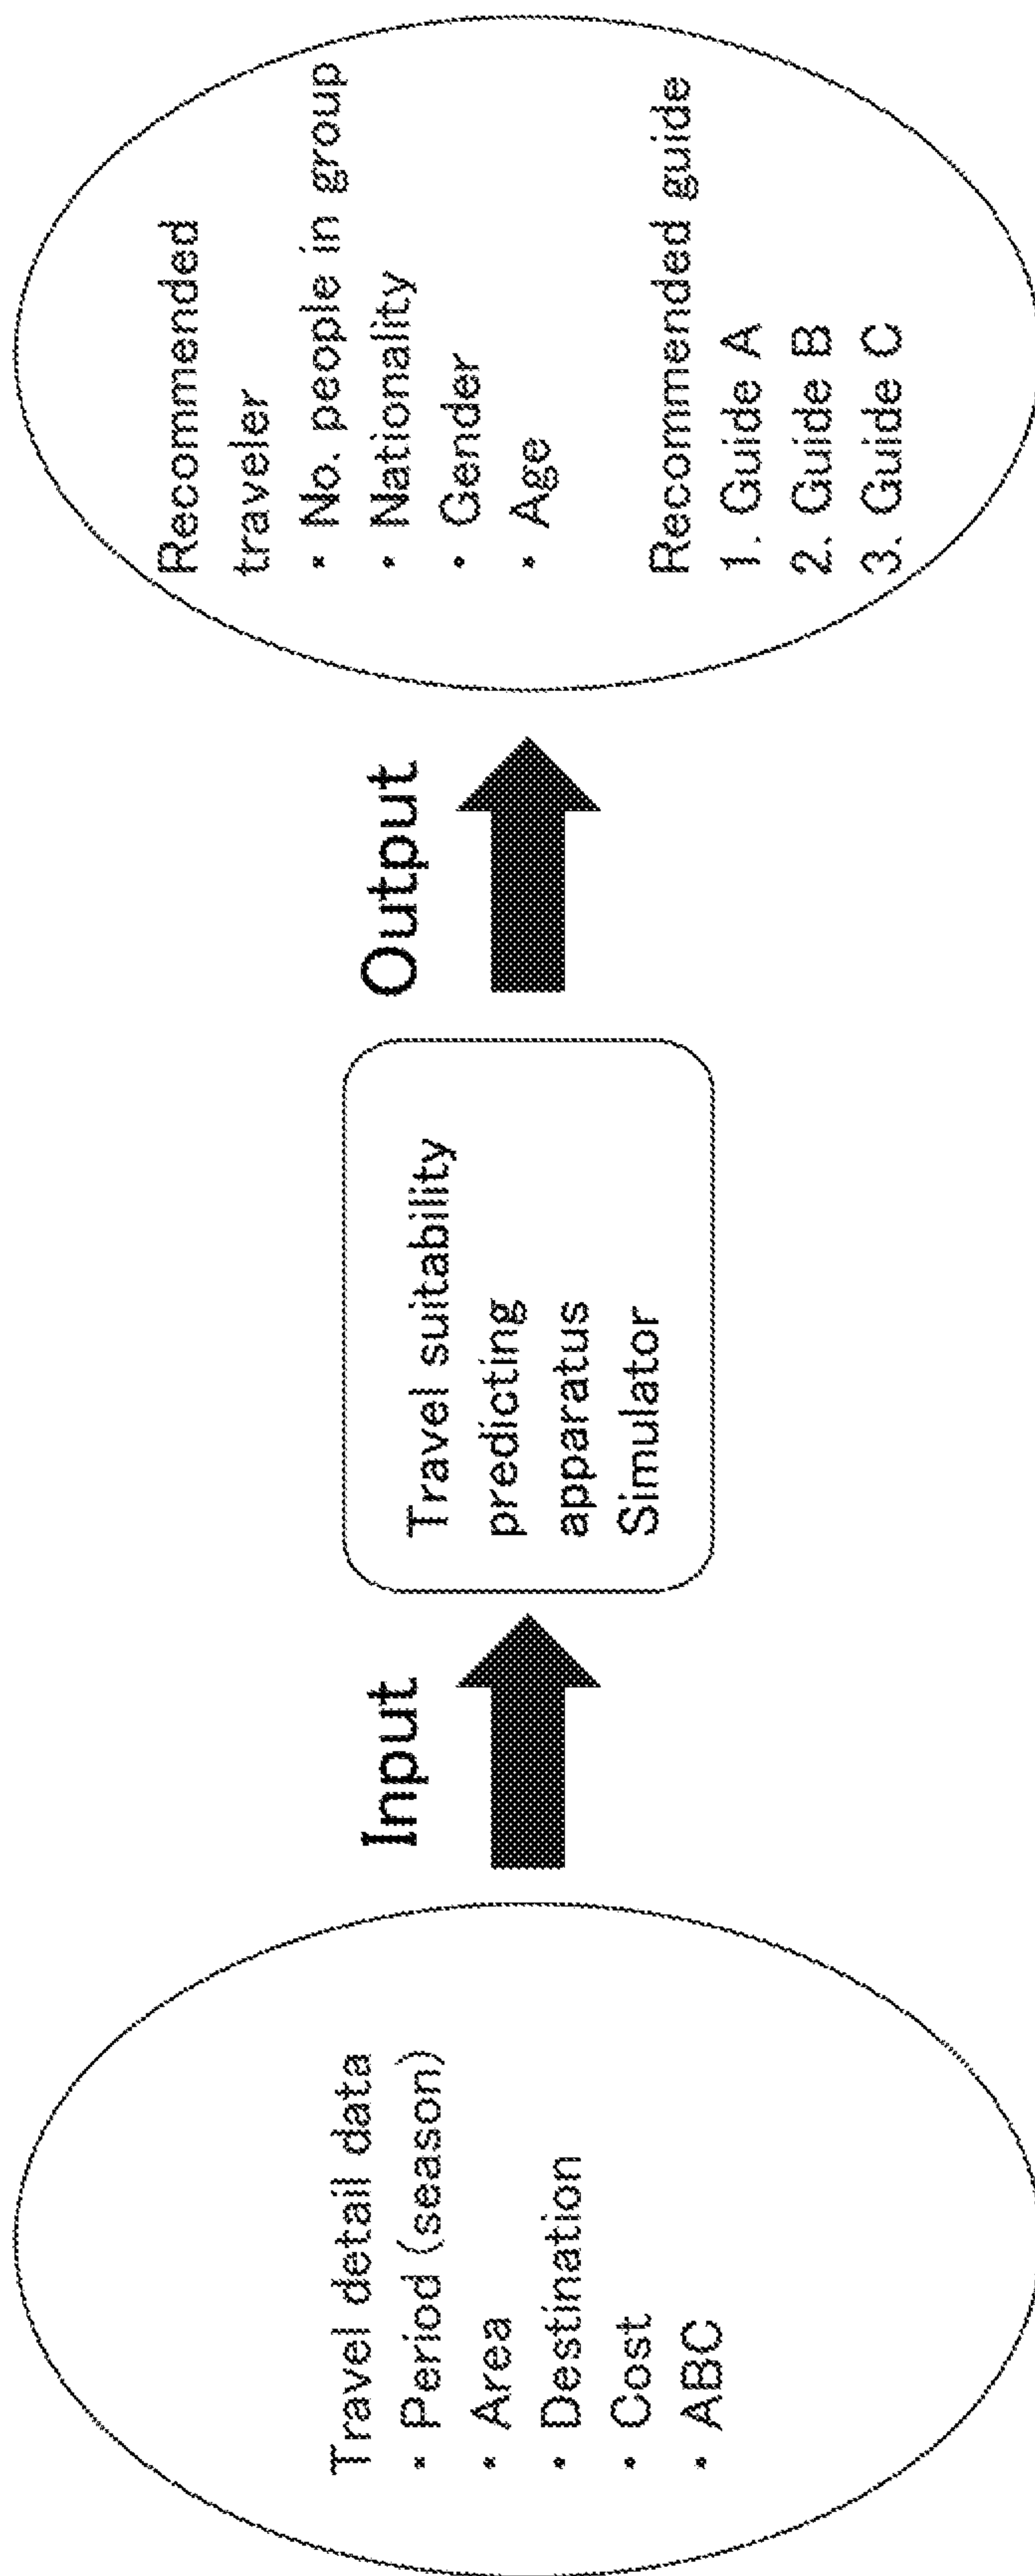 Travel detail data
・Period (season)
・Area
・Destination
・Cost
・ABC
Input
Travel suitability
predicting
apparatus
Simulator
Output
Recommended
traveler
・No. people in group
・Nationality
・Gender
・Age
Recommended guide
1. Guide A
2. Guide B
3. Guide C